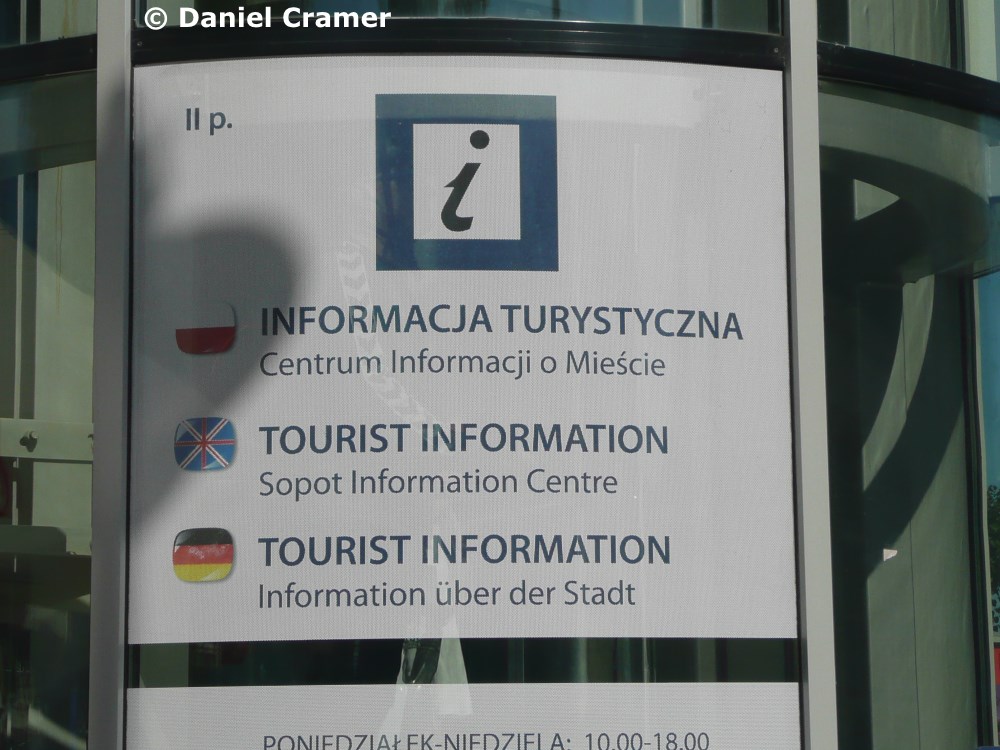 © Daniel Cramer
II p.
i
INFORMACJA TURYSTYCZNA
Centrum Informacji o Mieście
TOURIST INFORMATION
Sopot Information Centre
TOURIST INFORMATION
Information über der Stadt
PONIEDZIAŁEK-NIEDZIELA: 10.00-18.00